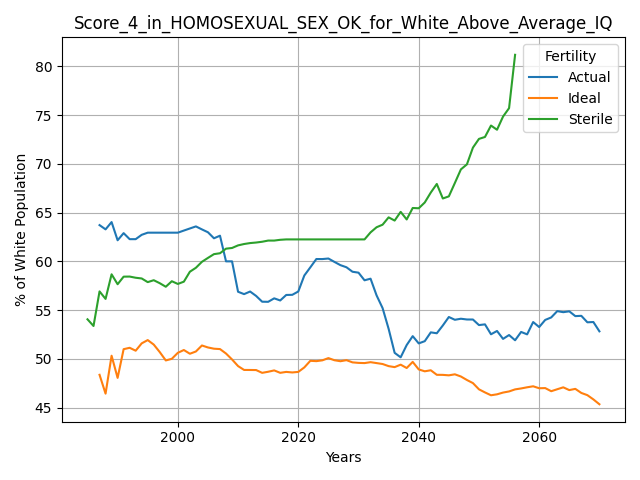 Score_4_in_HOMOSEXUAL_SEX_OK_for_White_Above_Average_IQ
Fertility
Actual
Ideal
Sterile
% of White Population
80
75
70
65
60
55
50
45
2000
2020
2040
2060
Years